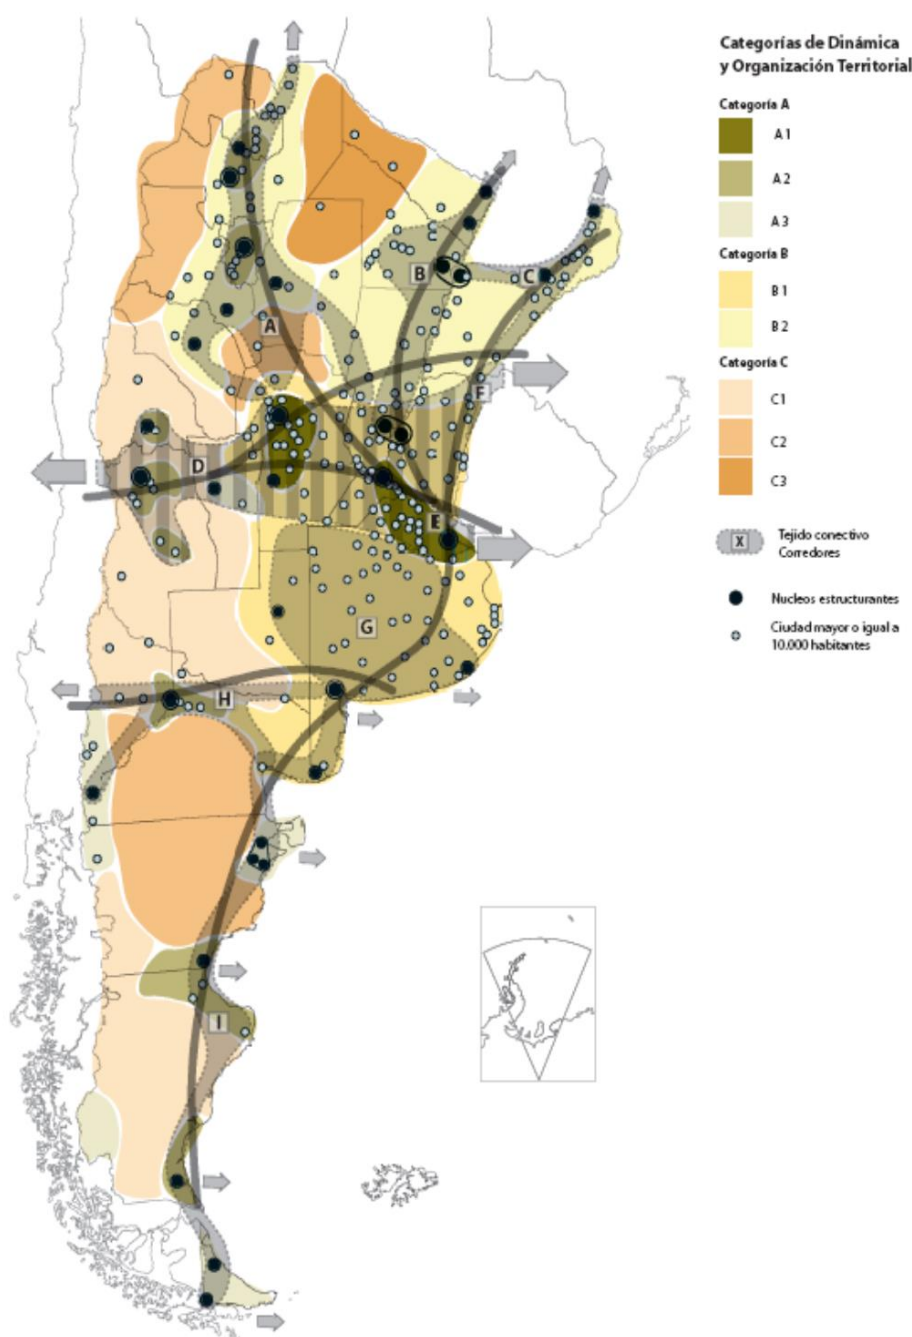 Categorías de Dinámica
y Organización Territorial
Categoría A
A 1
A 2
A 3
Categoría B
B 1
B 2
Categoría C
C1
C2
C3
X
Tejido conectivo
Corredores
Nucleos estructurantes
Ciudad mayor o igual a
10.000 habitantes
B
C
A
F
D
E
G
H
I